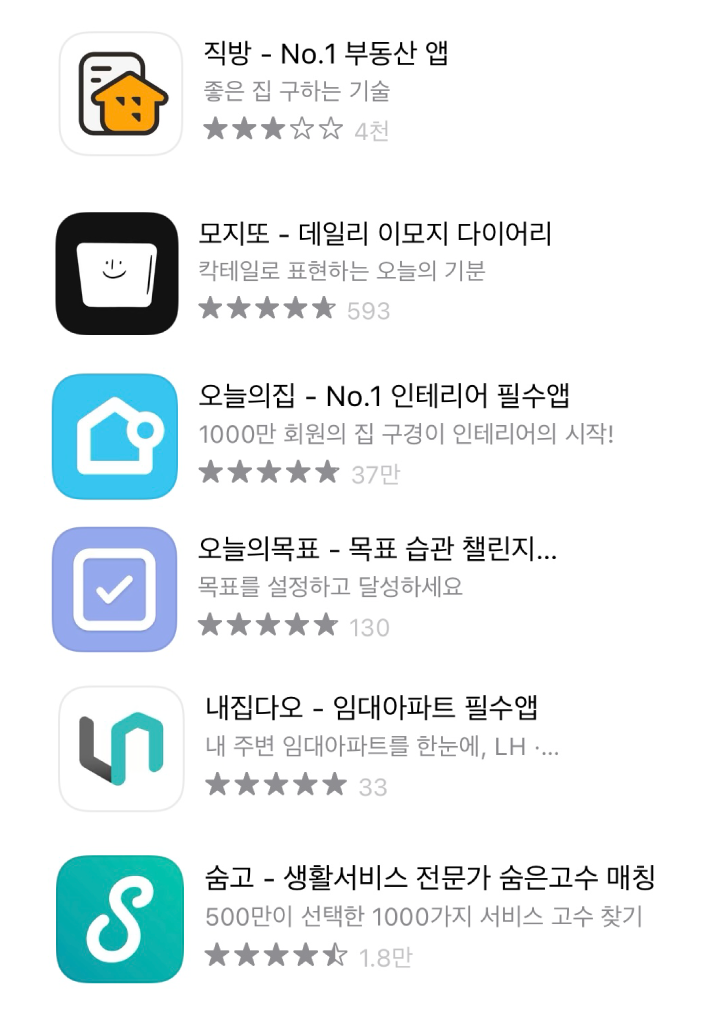 직방 - No.1 부동산 앱
좋은 집 구하는 기술
★★★☆☆ 4천
모지또 - 데일리 이모지 다이어리
칵테일로 표현하는 오늘의 기분
593
오늘의집 - No.1 인테리어 필수앱
1000만 회원의 집 구경이 인테리어의 시작!
★★★★★ 37만
오늘의목표 - 목표 습관 챌린지...
목표를 설정하고 달성하세요
★★★★★ 130
내집다오 - 임대아파트 필수앱
내 주변 임대아파트를 한눈에, LH ·...
★★★★★ 33
숨고 - 생활서비스 전문가 숨은고수 매칭
500만이 선택한 1000가지 서비스 고수 찾기
1.8만